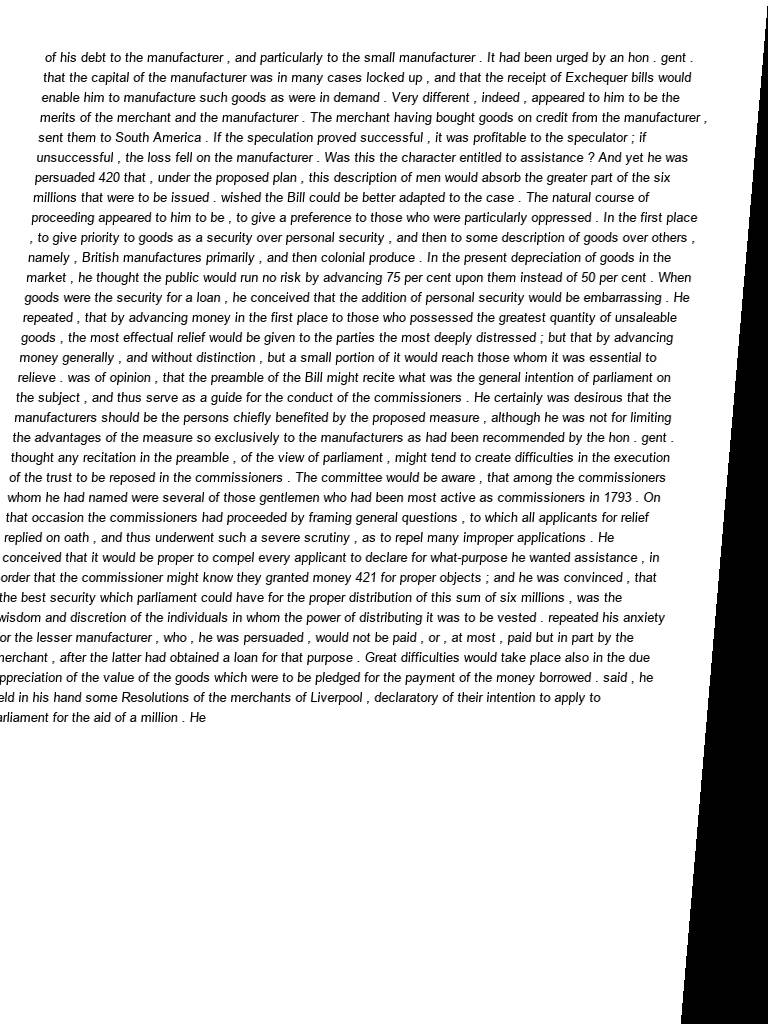 of his debt to the manufacturer , and particularly to the small manufacturer . It had been urged by an hon . gent .
that the capital of the manufacturer was in many cases locked up , and that the receipt of Exchequer bills would
enable him to manufacture such goods as were in demand . Very different , indeed , appeared to him to be the
merits of the merchant and the manufacturer . The merchant having bought goods on credit from the manufacturer ,
sent them to South America . If the speculation proved successful , it was profitable to the speculator ; if
unsuccessful , the loss fell on the manufacturer . Was this the character entitled to assistance ? And yet he was
persuaded 420 that , under the proposed plan , this description of men would absorb the greater part of the six
millions that were to be issued . wished the Bill could be better adapted to the case . The natural course of
proceeding appeared to him to be , to give a preference to those who were particularly oppressed . In the first place
, to give priority to goods as a security over personal security , and then to some description of goods over others ,
namely , British manufactures primarily , and then colonial produce . In the present depreciation of goods in the
market , he thought the public would run no risk by advancing 75 per cent upon them instead of 50 per cent . When
goods were the security for a loan , he conceived that the addition of personal security would be embarrassing . He
repeated , that by advancing money in the first place to those who possessed the greatest quantity of unsaleable
goods , the most effectual relief would be given to the parties the most deeply distressed ; but that by advancing
money generally , and without distinction , but a small portion of it would reach those whom it was essential to
relieve . was of opinion , that the preamble of the Bill might recite what was the general intention of parliament on
the subject , and thus serve as a guide for the conduct of the commissioners . He certainly was desirous that the
manufacturers should be the persons chiefly benefited by the proposed measure , although he was not for limiting
the advantages of the measure so exclusively to the manufacturers as had been recommended by the hon . gent .
thought any recitation in the preamble , of the view of parliament , might tend to create difficulties in the execution
of the trust to be reposed in the commissioners . The committee would be aware , that among the commissioners
whom he had named were several of those gentlemen who had been most active as commissioners in 1793 . On
that occasion the commissioners had proceeded by framing general questions , to which all applicants for relief
replied on oath , and thus underwent such a severe scrutiny , as to repel many improper applications . He
conceived that it would be proper to compel every applicant to declare for what-purpose he wanted assistance , in
order that the commissioner might know they granted money 421 for proper objects ; and he was convinced , that
the best security which parliament could have for the proper distribution of this sum of six millions , was the
wisdom and discretion of the individuals in whom the power of distributing it was to be vested . repeated his anxiety
or the lesser manufacturer , who , he was persuaded , would not be paid , or , at most , paid but in part by the
merchant , after the latter had obtained a loan for that purpose . Great difficulties would take place also in the due
ppreciation of the value of the goods which were to be pledged for the payment of the money borrowed . said , he
eld in his hand some Resolutions of the merchants of Liverpool , declaratory of their intention to apply to
arliament for the aid of a million . He